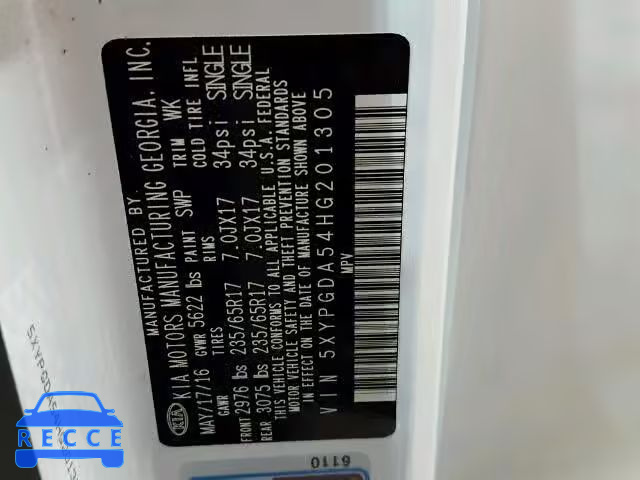 MANUFACTURED BY
KIA MOTORS MANUFACTURING GEORGIA, INC.
KIA
MAY/17/16 GVWR 5622 lbs PAINT SWP TRIM WK
GAWR TIRES RIMS COLD TIRE INFL
FRONT 2976 lbs 235/65R17 7.0JX17 34psi SINGLE
REAR 3075 lbs 235/65R17 7.0JX17 34psi SINGLE
THIS VEHICLE CONFORMS TO ALL APPLICABLE U.S.A. FEDERAL
MOTOR VEHICLE SAFETY AND THEFT PREVENTION STANDARDS
IN EFFECT ON THE DATE OF MANUFACTURE SHOWN ABOVE
VIN 5XYPGDA54HG201305
MPV
6110
RECCE